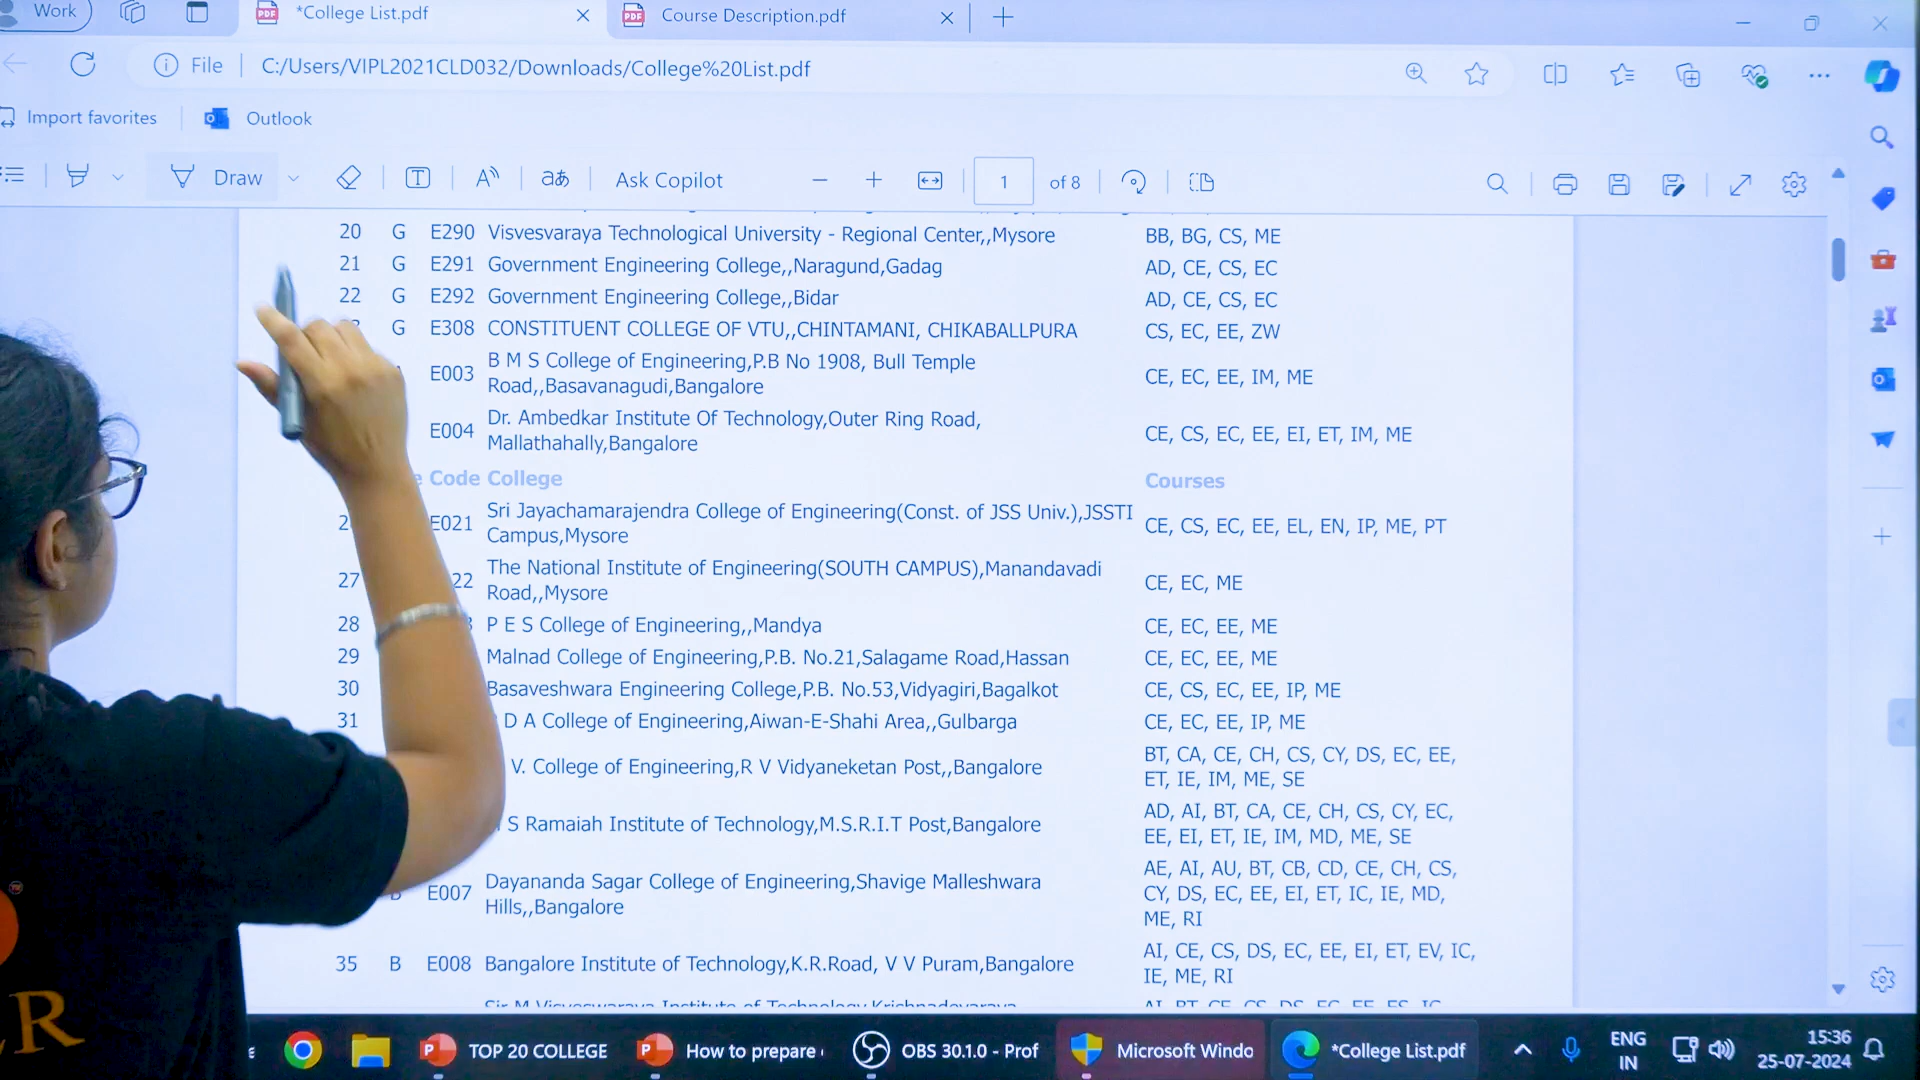 Work
*College List.pdf
Course Description.pdf
File
C:/Users/VIPL2021CLD032/Downloads/College%20List.pdf
Import favorites
Outlook
Draw
Ask Copilot
1 of 8
20 G E290 Visvesvaraya Technological University - Regional Center,,Mysore BB, BG, CS, ME
21 G E291 Government Engineering College,,Naragund,Gadag AD, CE, CS, EC
22 G E292 Government Engineering College,,Bidar AD, CE, CS, EC
G E308 CONSTITUENT COLLEGE OF VTU,,CHINTAMANI, CHIKABALLPURA CS, EC, EE, ZW
E003 B M S College of Engineering,P.B No 1908, Bull Temple
Road,,Basavanagudi,Bangalore CE, EC, EE, IM, ME
E004 Dr. Ambedkar Institute Of Technology,Outer Ring Road,
Mallathahally,Bangalore CE, CS, EC, EE, EI, ET, IM, ME
Code College Courses
E021 Sri Jayachamarajendra College of Engineering(Const. of JSS Univ.),JSSTI
Campus,Mysore CE, CS, EC, EE, EL, EN, IP, ME, PT
27 22 The National Institute of Engineering(SOUTH CAMPUS),Manandavadi
Road,,Mysore CE, EC, ME
28 P E S College of Engineering,,Mandya CE, EC, EE, ME
29 Malnad College of Engineering,P.B. No.21,Salagame Road,Hassan CE, EC, EE, ME
30 Basaveshwara Engineering College,P.B. No.53,Vidyagiri,Bagalkot CE, CS, EC, EE, IP, ME
31 D A College of Engineering,Aiwan-E-Shahi Area,,Gulbarga CE, EC, EE, IP, ME
V. College of Engineering,R V Vidyaneketan Post,,Bangalore BT, CA, CE, CH, CS, CY, DS, EC, EE,
ET, IE, IM, ME, SE
S Ramaiah Institute of Technology,M.S.R.I.T Post,Bangalore AD, AI, BT, CA, CE, CH, CS, CY, EC,
EE, EI, ET, IE, IM, MD, ME, SE
E007 Dayananda Sagar College of Engineering,Shavige Malleshwara
Hills,,Bangalore AE, AI, AU, BT, CB, CD, CE, CH, CS,
CY, DS, EC, EE, EI, ET, IC, IE, MD,
ME, RI
35 B E008 Bangalore Institute of Technology,K.R.Road, V V Puram,Bangalore AI, CE, CS, DS, EC, EE, EI, ET, EV, IC,
IE, ME, RI
Sir M Visveswaraya Institute of Technology,Krishnadevaraya AI, BT, CE, CS, DS, EC, EE, ES, IC,
TOP 20 COLLEGE
How to prepare
OBS 30.1.0 - Prof
Microsoft Windo
*College List.pdf
ENG
IN
15:36
25-07-2024
ER